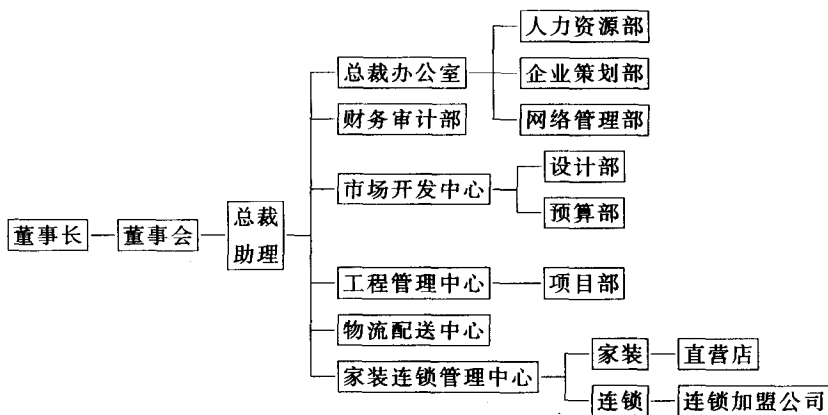 人力资源部
总裁办公室
企业策划部
财务审计部
网络管理部
设计部
市场开发中心
预算部
董事长
董事会
总裁
助理
工程管理中心
项目部
物流配送中心
家装
直营店
家装连锁管理中心
连锁
连锁加盟公司